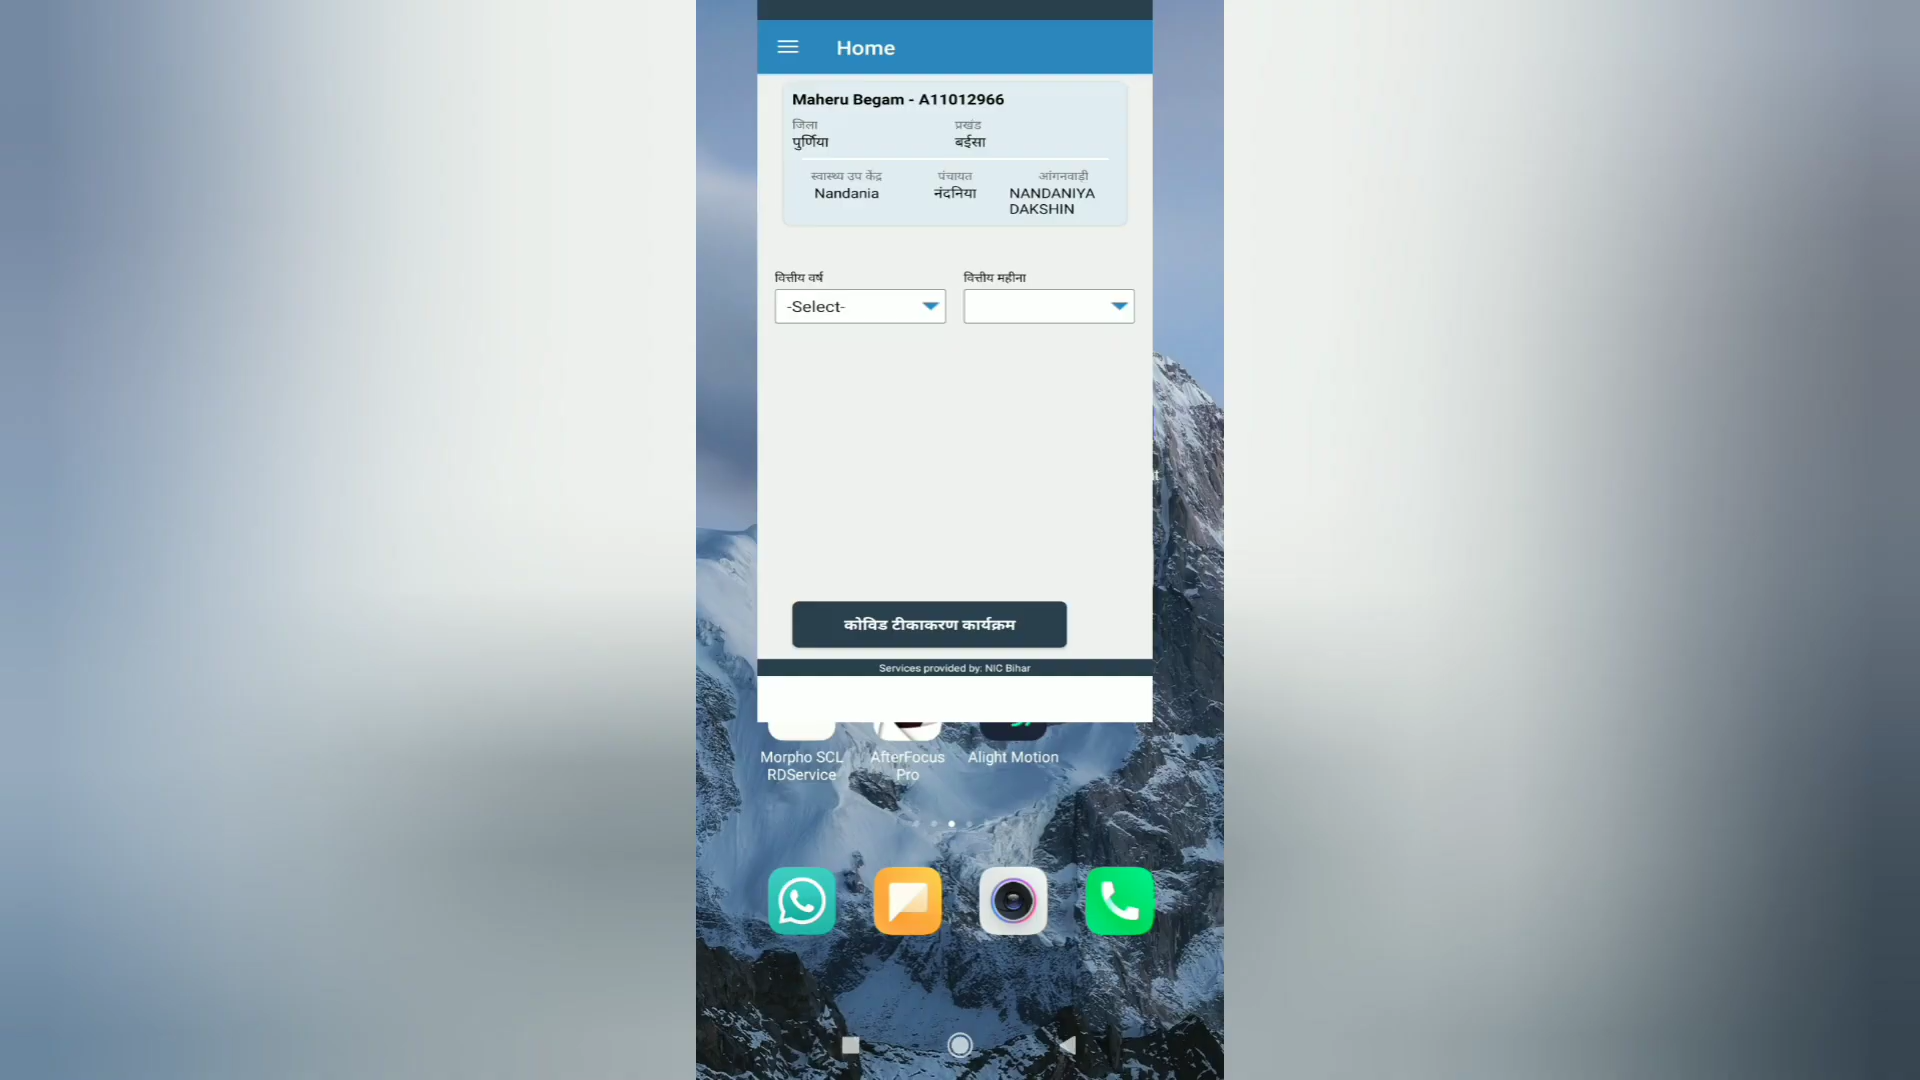 Home
Maheru Begam - A11012966
जिला
प्रखंड
पुर्णिया
बईसा
स्वास्थ्य उप केंद्र
पंचायत
आंगनवाड़ी
Nandania
नंदनिया
NANDANIYA
DAKSHIN
वित्तीय वर्ष
वित्तीय महीना
-Select-
कोविड टीकाकरण कार्यक्रम
Services provided by: NIC Bihar
Morpho SCL
RDService
AfterFocus
Pro
Alight Motion